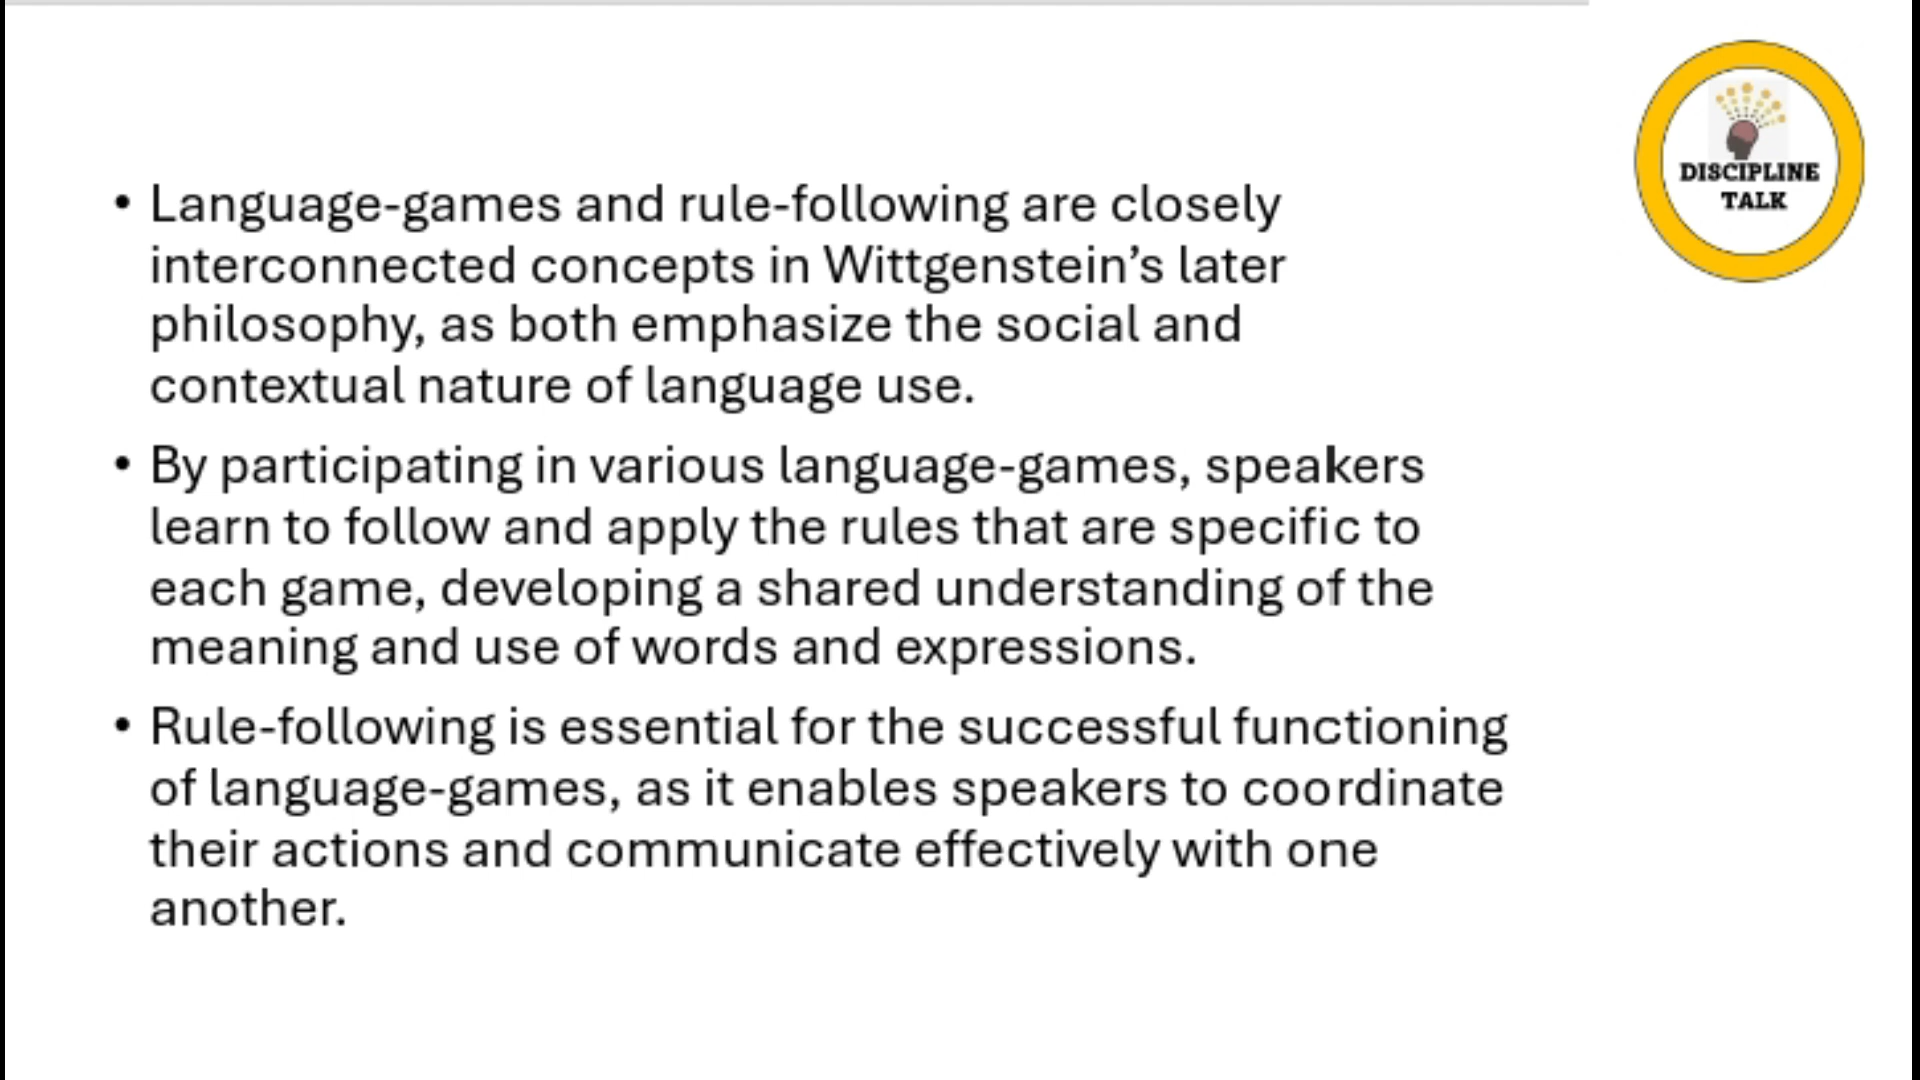 • Language-games and rule-following are closely
interconnected concepts in Wittgenstein’s later
philosophy, as both emphasize the social and
contextual nature of language use.
• By participating in various language-games, speakers
learn to follow and apply the rules that are specific to
each game, developing a shared understanding of the
meaning and use of words and expressions.
• Rule-following is essential for the successful functioning
of language-games, as it enables speakers to coordinate
their actions and communicate effectively with one
another.
DISCIPLINE
TALK